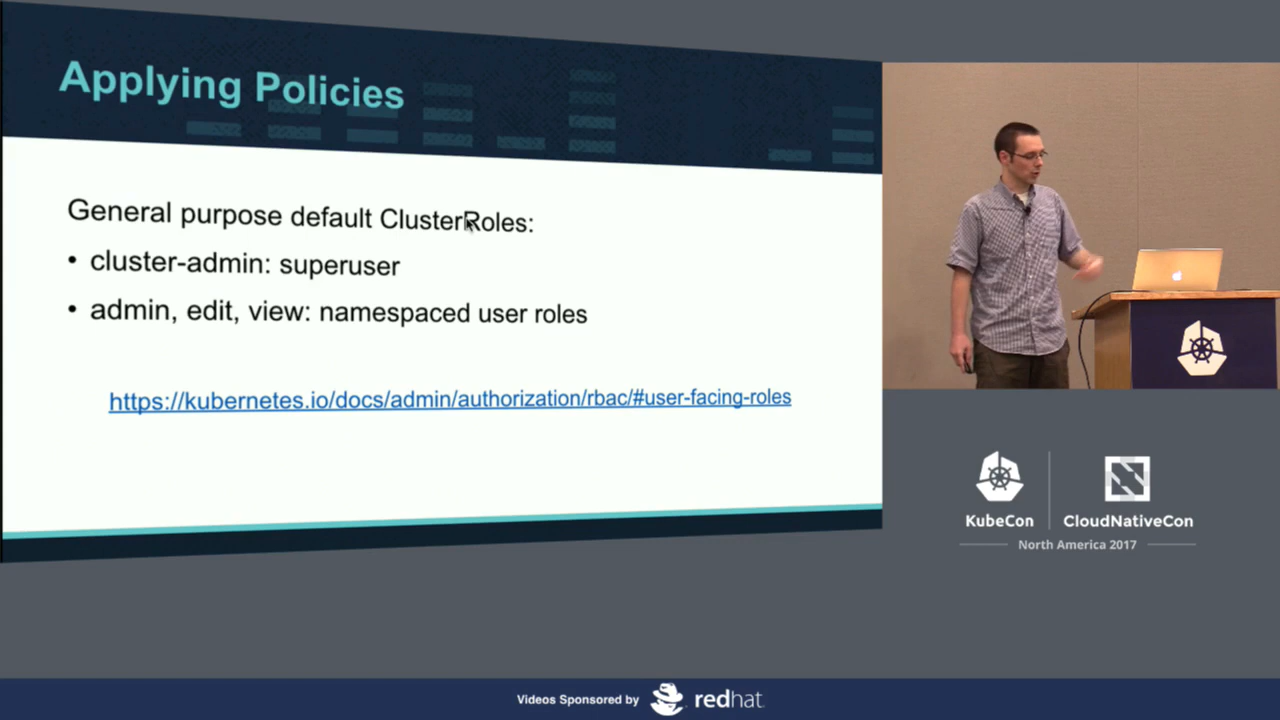 Applying Policies
General purpose default ClusterRoles:
• cluster-admin: superuser
• admin, edit, view: namespaced user roles
https://kubernetes.io/docs/admin/authorization/rbac/#user-facing-roles
KubeCon
CloudNativeCon
North America 2017
Videos Sponsored by
redhat.